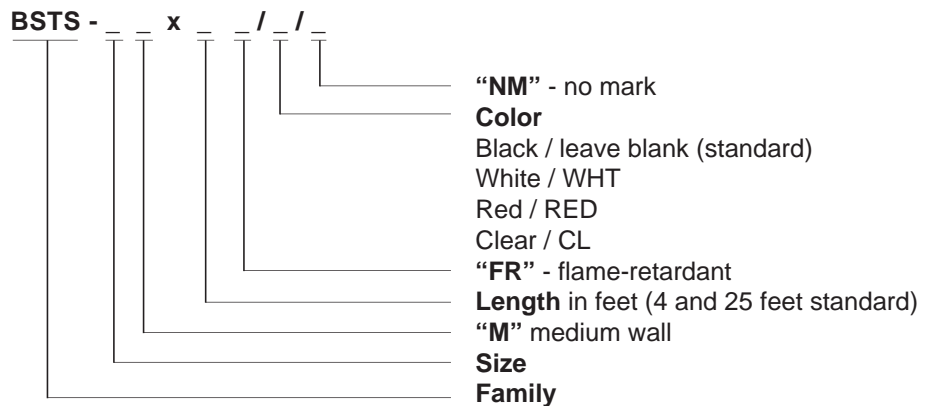 BSTS - _ _ x _ _ / _ / _
“NM” - no mark
Color
Black / leave blank (standard)
White / WHT
Red / RED
Clear / CL
“FR” - flame-retardant
Length in feet (4 and 25 feet standard)
“M” medium wall
Size
Family